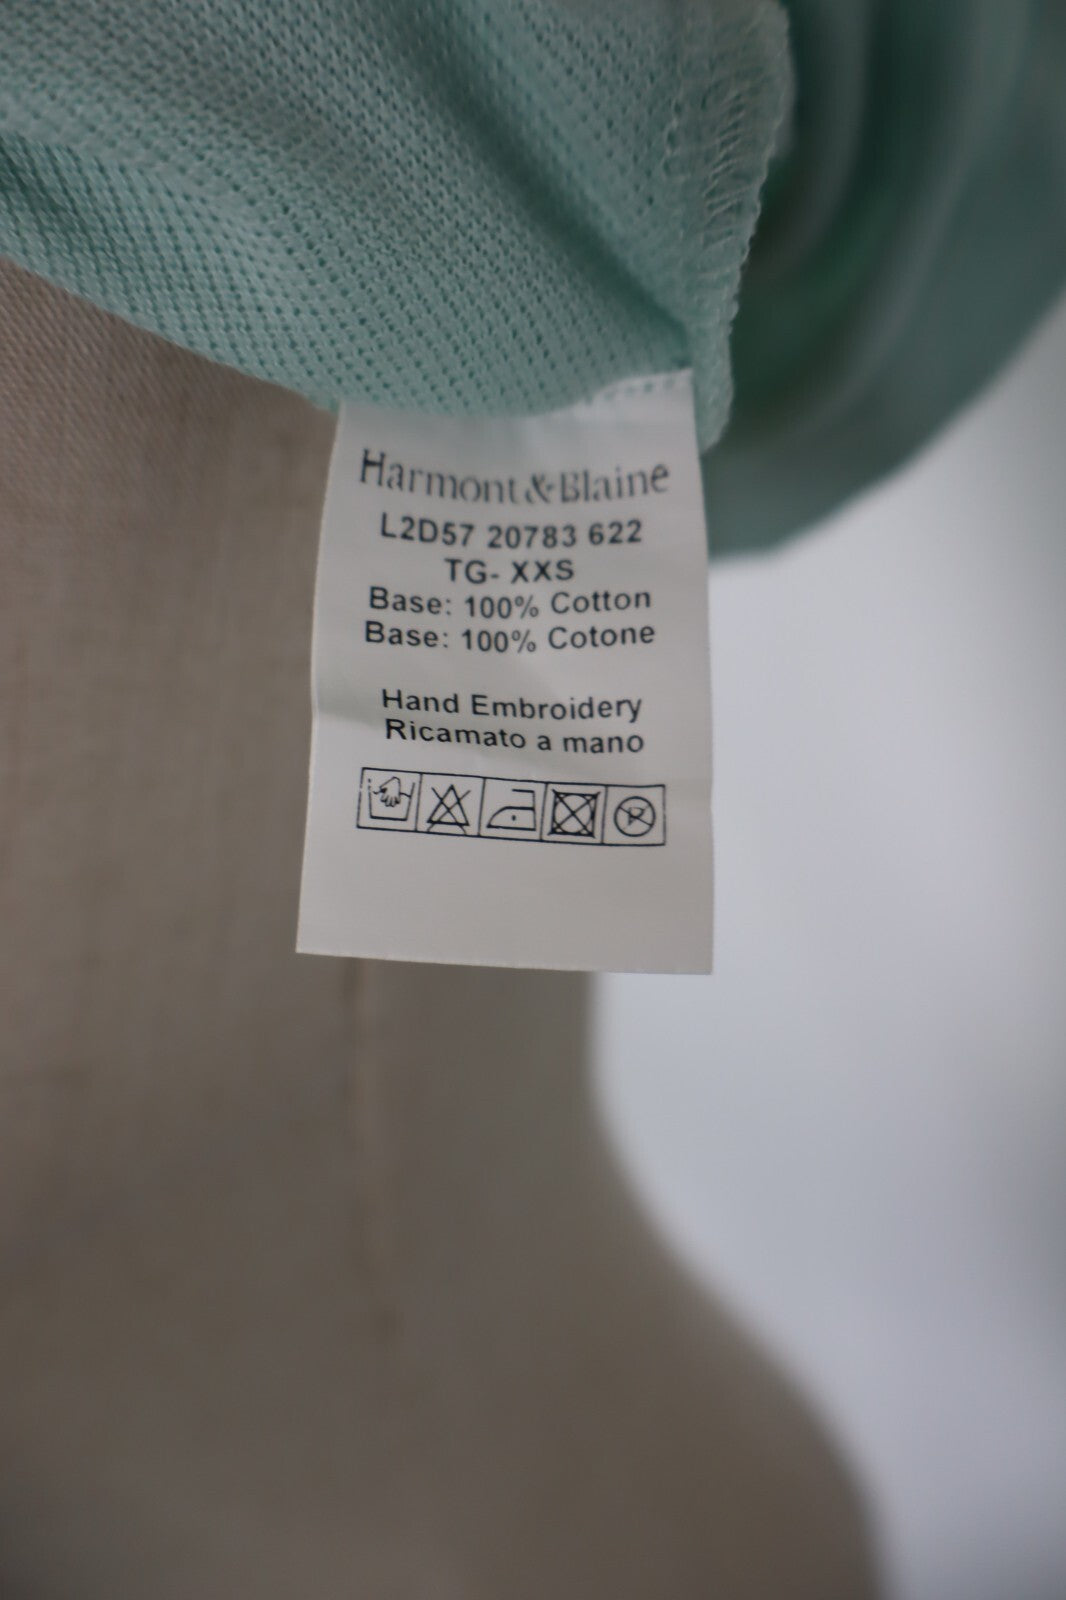 Harmont&Blaine
L2D57 20783 622
TG- XXS
Base: 100% Cotton
Base: 100% Cotone
Hand Embroidery
Ricamato a mano